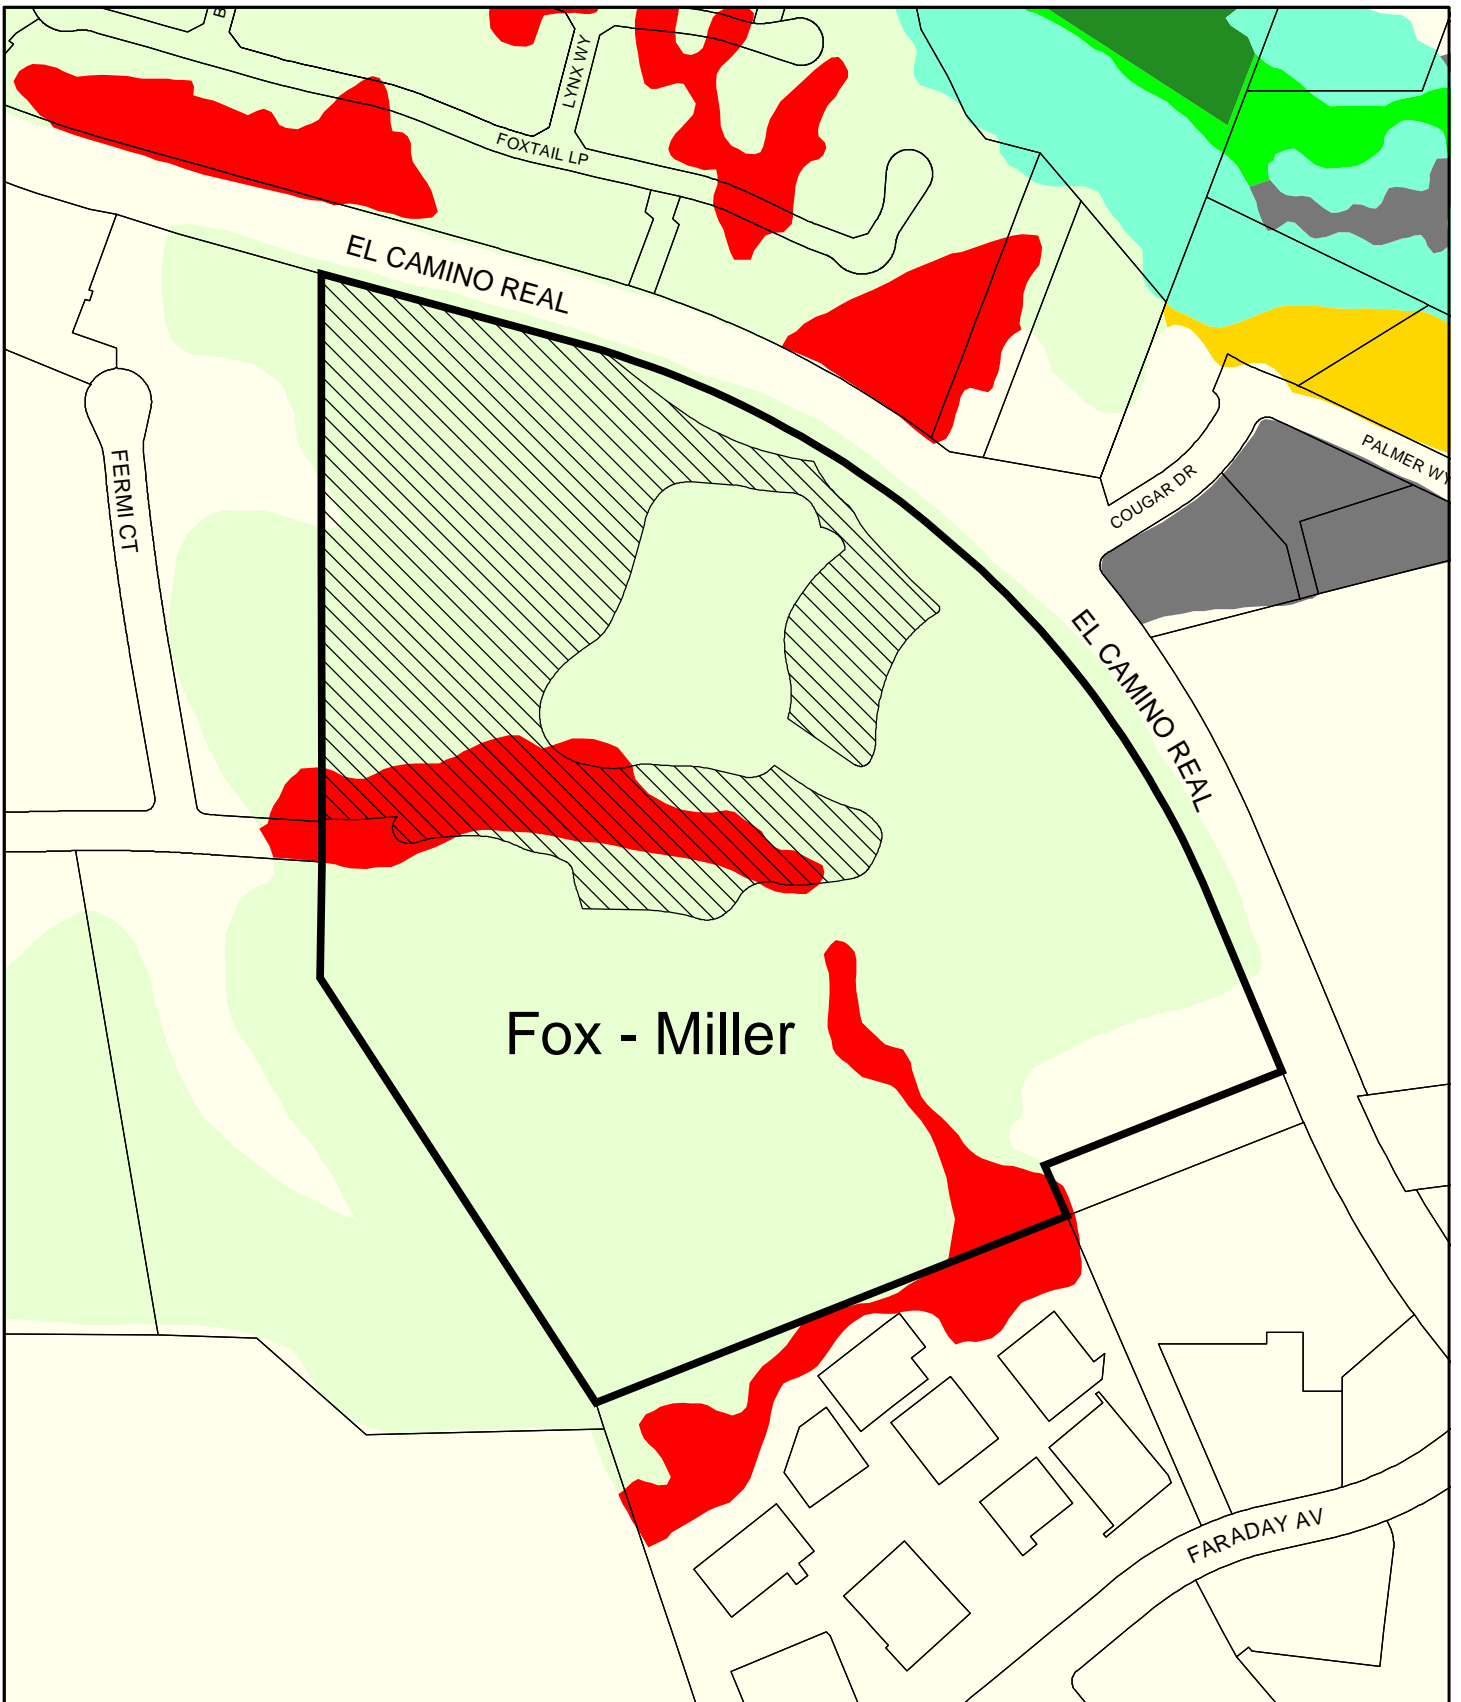 B
LYNX WY
FOXTAIL LP
EL CAMINO REAL
PALMER WY
COUGAR DR
FERMI CT
EL CAMINO REAL
Fox - Miller
FARADAY AV